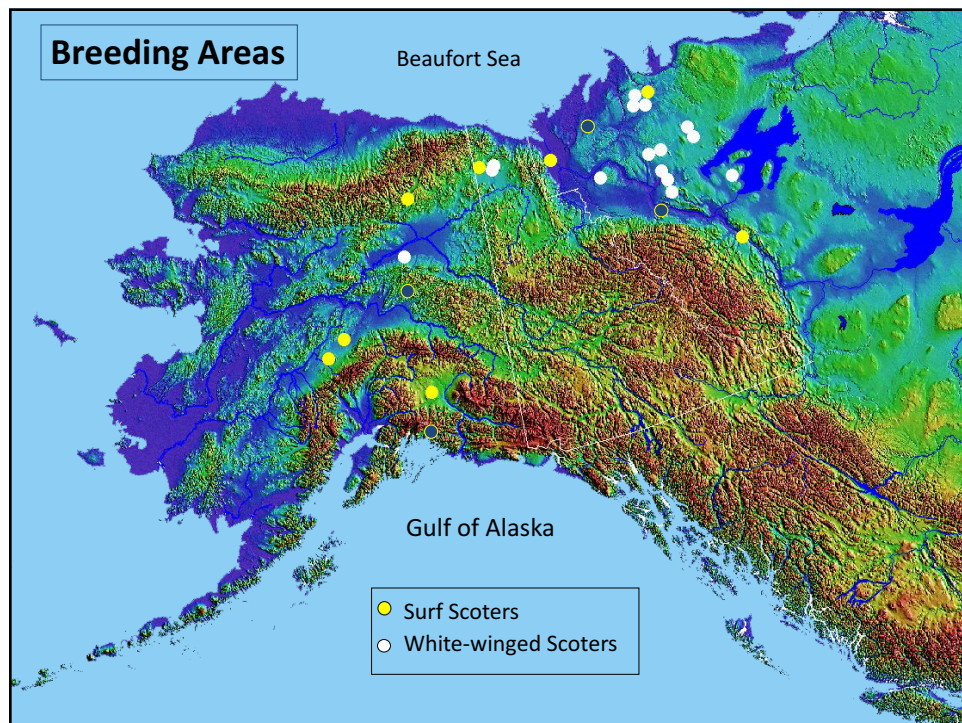 Breeding Areas
Beaufort Sea
Gulf of Alaska
Surf Scoters
White-winged Scoters